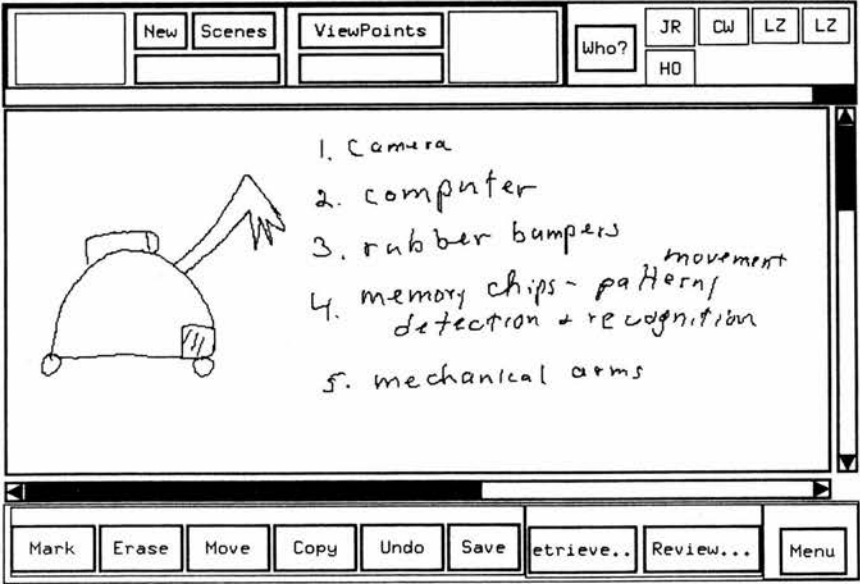 New Scenes ViewPoints Who? JR CW LZ LZ
HO
1. Camera
2. computer
3. rubber bumpers
movement
4. memory chips - pattern/
detection & recognition
5. mechanical arms
Mark Erase Move Copy Undo Save etrieve.. Review... Menu